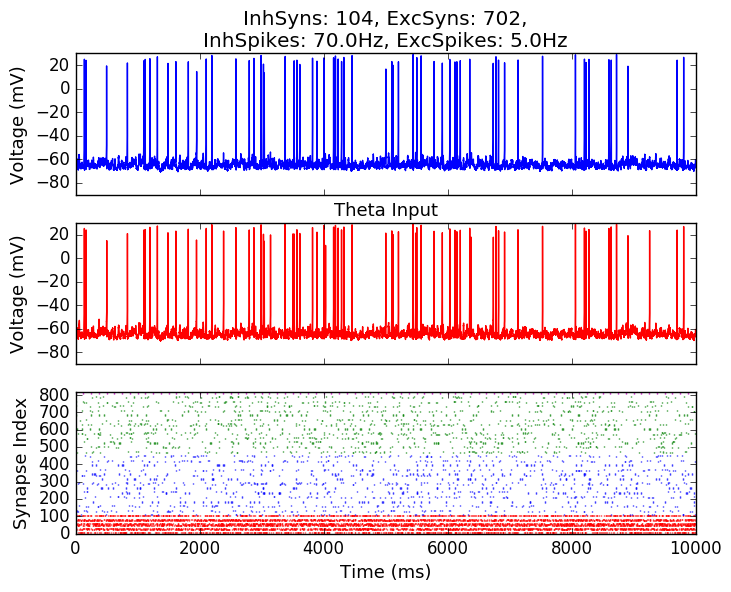 InhSyns: 104, ExcSyns: 702,
InhSpikes: 70.0Hz, ExcSpikes: 5.0Hz
20
0
−20
−40
−60
−80
Voltage (mV)
Theta Input
20
0
−20
−40
−60
−80
Voltage (mV)
800
700
600
500
400
300
200
100
0
Synapse Index
0 2000 4000 6000 8000 10000
Time (ms)